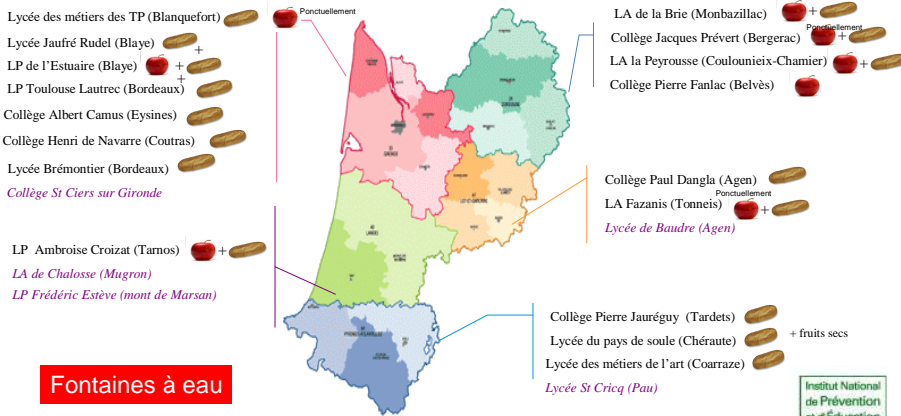 Lycée des métiers des TP (Blanquefort)
Ponctuellement
Lycée Jaufré Rudel (Blaye)
+
LP de l'Estuaire (Blaye) +
+
LP Toulouse Lautrec (Bordeaux)
Collège Albert Camus (Eysines)
Collège Henri de Navarre (Coutras)
Lycée Brémontier (Bordeaux)
Collège St Ciers sur Gironde
LP Ambroise Croizat (Tarnos) +
LA de Chalosse (Mugron)
LP Frédéric Estève (mont de Marsan)
Fontaines à eau
LA de la Brie (Monbazillac) +
Ponctuellement
Collège Jacques Prévert (Bergerac) +
LA la Peyrousse (Coulounieix-Chamier) +
Collège Pierre Fanlac (Belvès)
Collège Paul Dangla (Agen)
Ponctuellement
LA Fazanis (Tonneis) +
Lycée de Baudre (Agen)
Collège Pierre Jauréguy (Tardets)
Lycée du pays de soule (Chéraute) + fruits secs
Lycée des métiers de l'art (Coarraze)
Lycée St Cricq (Pau)
Institut National
de Prévention
et d'Éducation